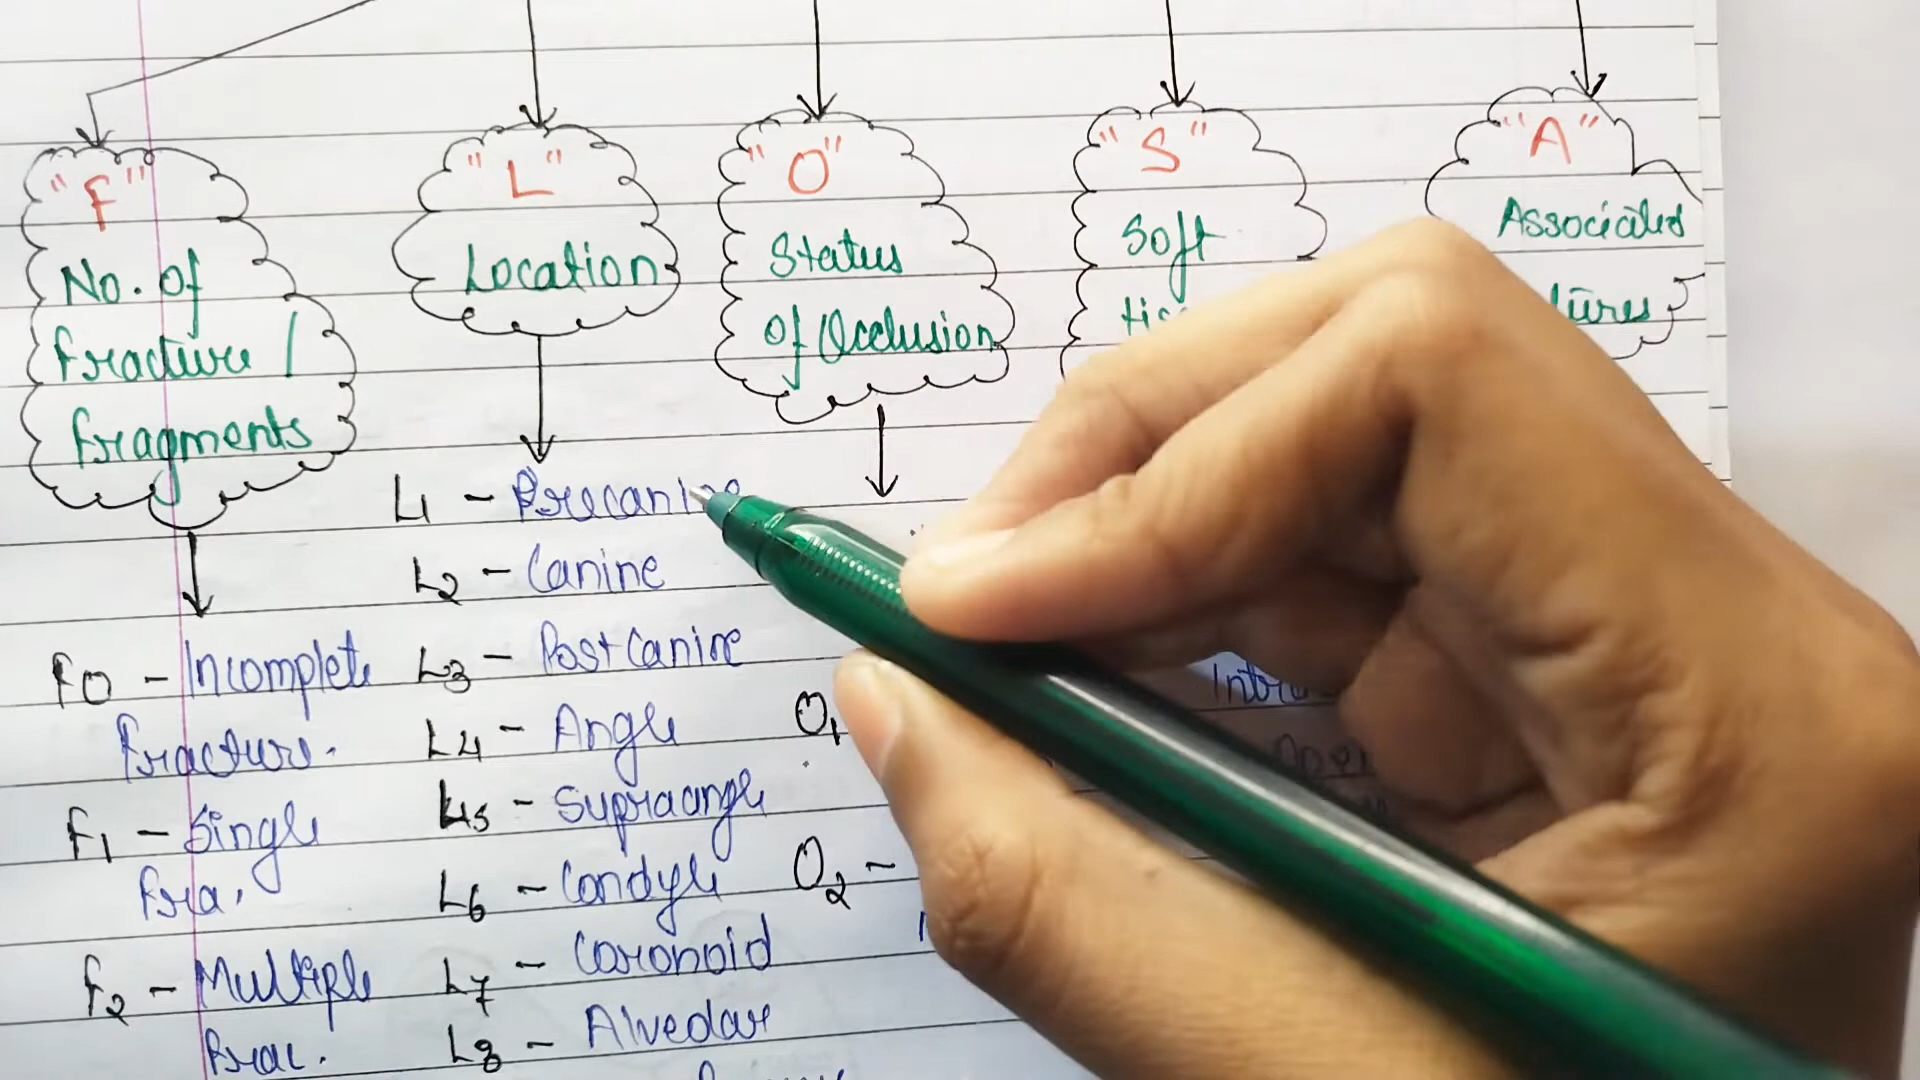 "F"
No. of
fracture /
fragments
"L"
Location
"O"
Status
of Occlusion
"S"
Soft
"A"
Associated
F0 - Incomplete
fracture.
F1 - Single
fra.
F2 - Multiple
frac.
L1 - Precanine
L2 - Canine
L3 - Post Canine
L4 - Angle
L5 - Supraangle
L6 - Condyle
L7 - Coronoid
L8 - Alveolar
O1
O2 -